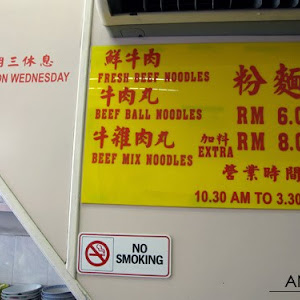 期三休息
ON WEDNESDAY
鮮牛肉
FRESH BEEF NOODLES
牛肉丸
BEEF BALL NOODLES
牛雜肉丸
BEEF MIX NOODLES
粉麵
RM 6.0
加料
EXTRA
RM 8.0
營業時間
10.30 AM TO 3.30
NO
SMOKING